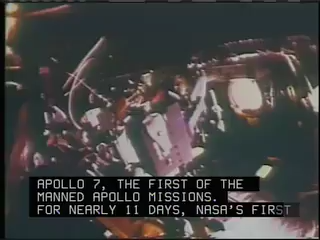 APOLLO 7, THE FIRST OF THE
MANNED APOLLO MISSIONS.
FOR NEARLY 11 DAYS, NASA'S FIRST